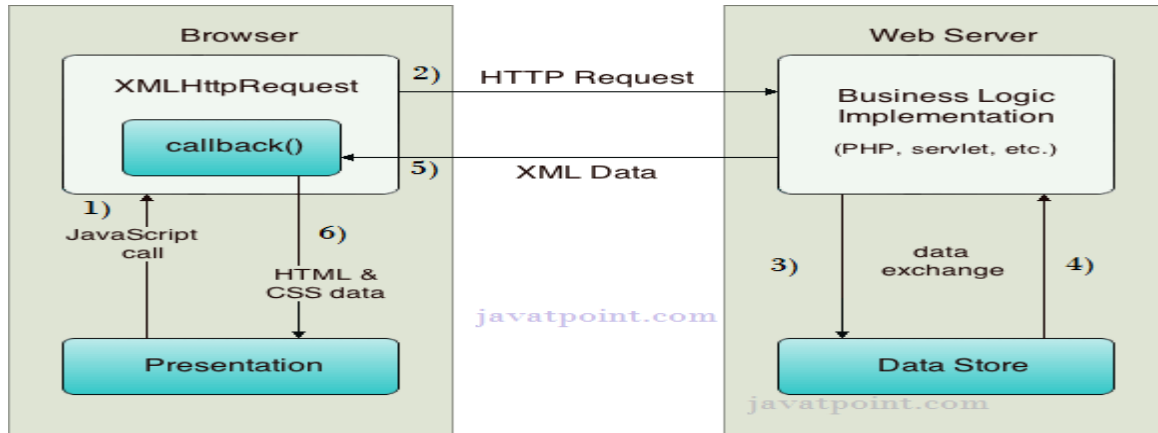 Browser
Web Server
XMLHttpRequest
2)
HTTP Request
Business Logic
Implementation
(PHP, servlet, etc.)
callback()
5)
XML Data
1)
JavaScript
call
6)
HTML &
CSS data
3)
data
exchange
4)
javatpoint.com
Presentation
Data Store
javatpoint.com